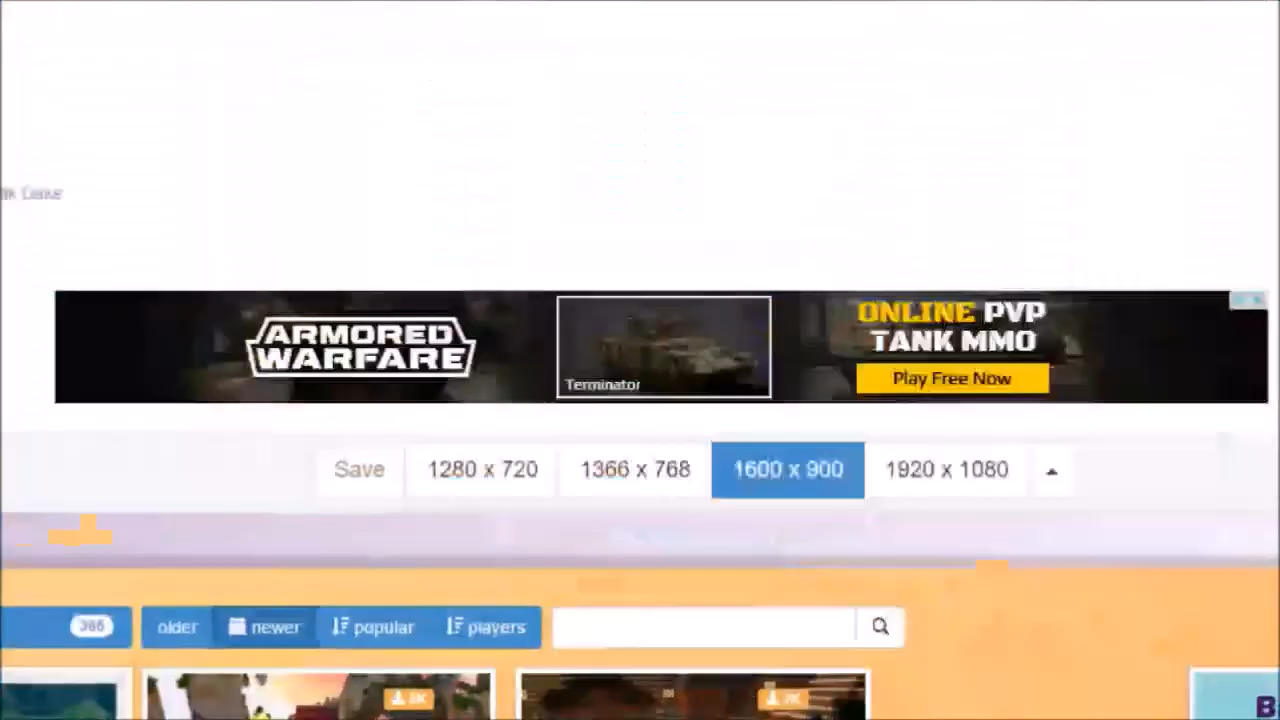 ARMORED
WARFARE
Terminator
ONLINE PVP
TANK MMO
Play Free Now
Save
1280 x 720
1366 x 768
1600 x 900
1920 x 1080
older
newer
popular
players